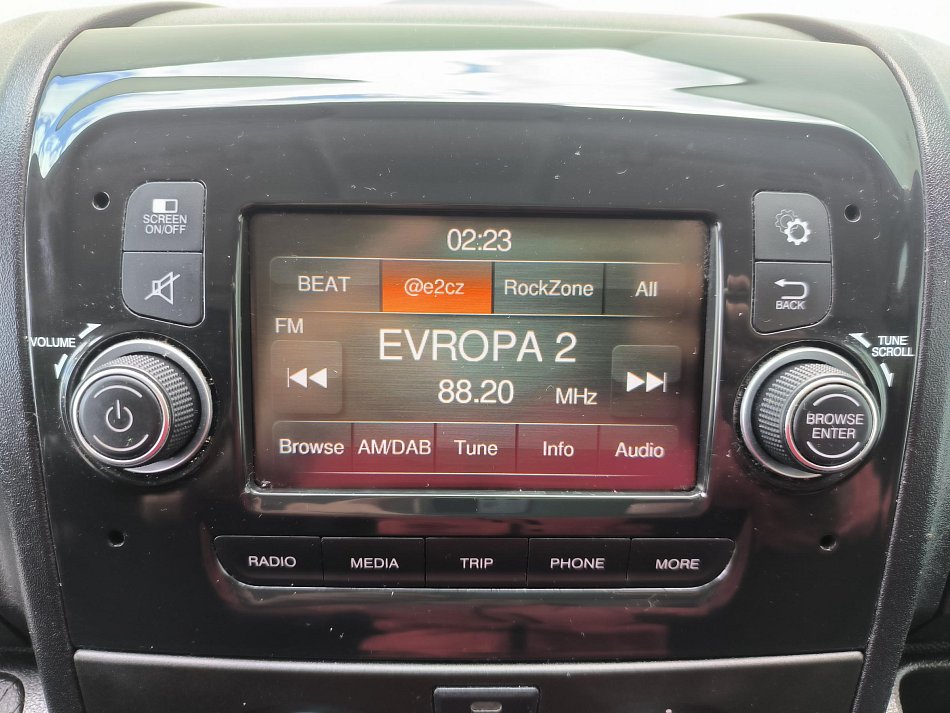 SCREEN
ON/OFF
VOLUME
02:23
BEAT @e2cz RockZone All
FM
EVROPA 2
88.20 MHz
Browse AM/DAB Tune Info Audio
BACK
TUNE
SCROLL
BROWSE
ENTER
RADIO MEDIA TRIP PHONE MORE